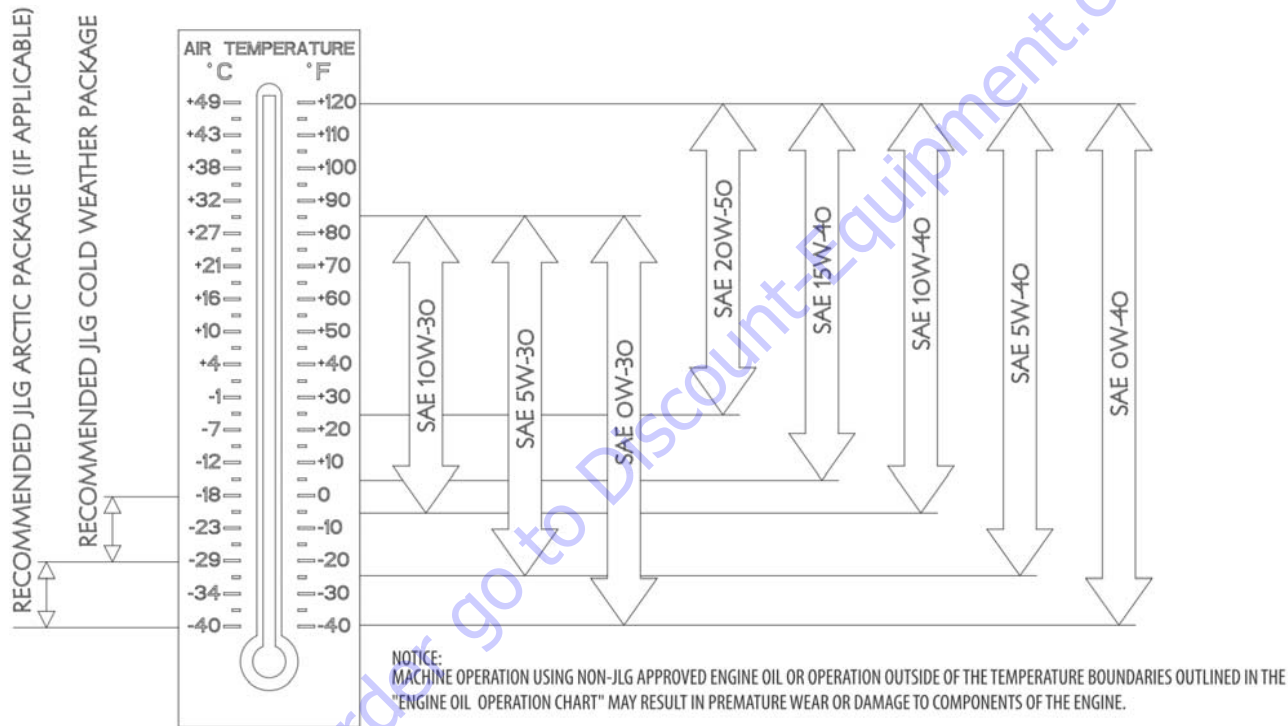 RECOMMENDED JLG ARCTIC PACKAGE (IF APPLICABLE)
RECOMMENDED JLG COLD WEATHER PACKAGE
AIR TEMPERATURE
°C °F
+49 +120
+43 +110
+38 +100
+32 +90
+27 +80
+21 +70
+16 +60
+10 +50
+4 +40
-1 +30
-7 +20
-12 +10
-18 0
-23 -10
-29 -20
-34 -30
-40 -40
SAE 10W-30
SAE 5W-30
SAE 0W-30
SAE 20W-50
SAE 15W-40
SAE 10W-40
SAE 5W-40
SAE 0W-40
NOTICE:
MACHINE OPERATION USING NON-JLG APPROVED ENGINE OIL OR OPERATION OUTSIDE OF THE TEMPERATURE BOUNDARIES OUTLINED IN THE
"ENGINE OIL OPERATION CHART" MAY RESULT IN PREMATURE WEAR OR DAMAGE TO COMPONENTS OF THE ENGINE.
go to Discount-Equipment.c